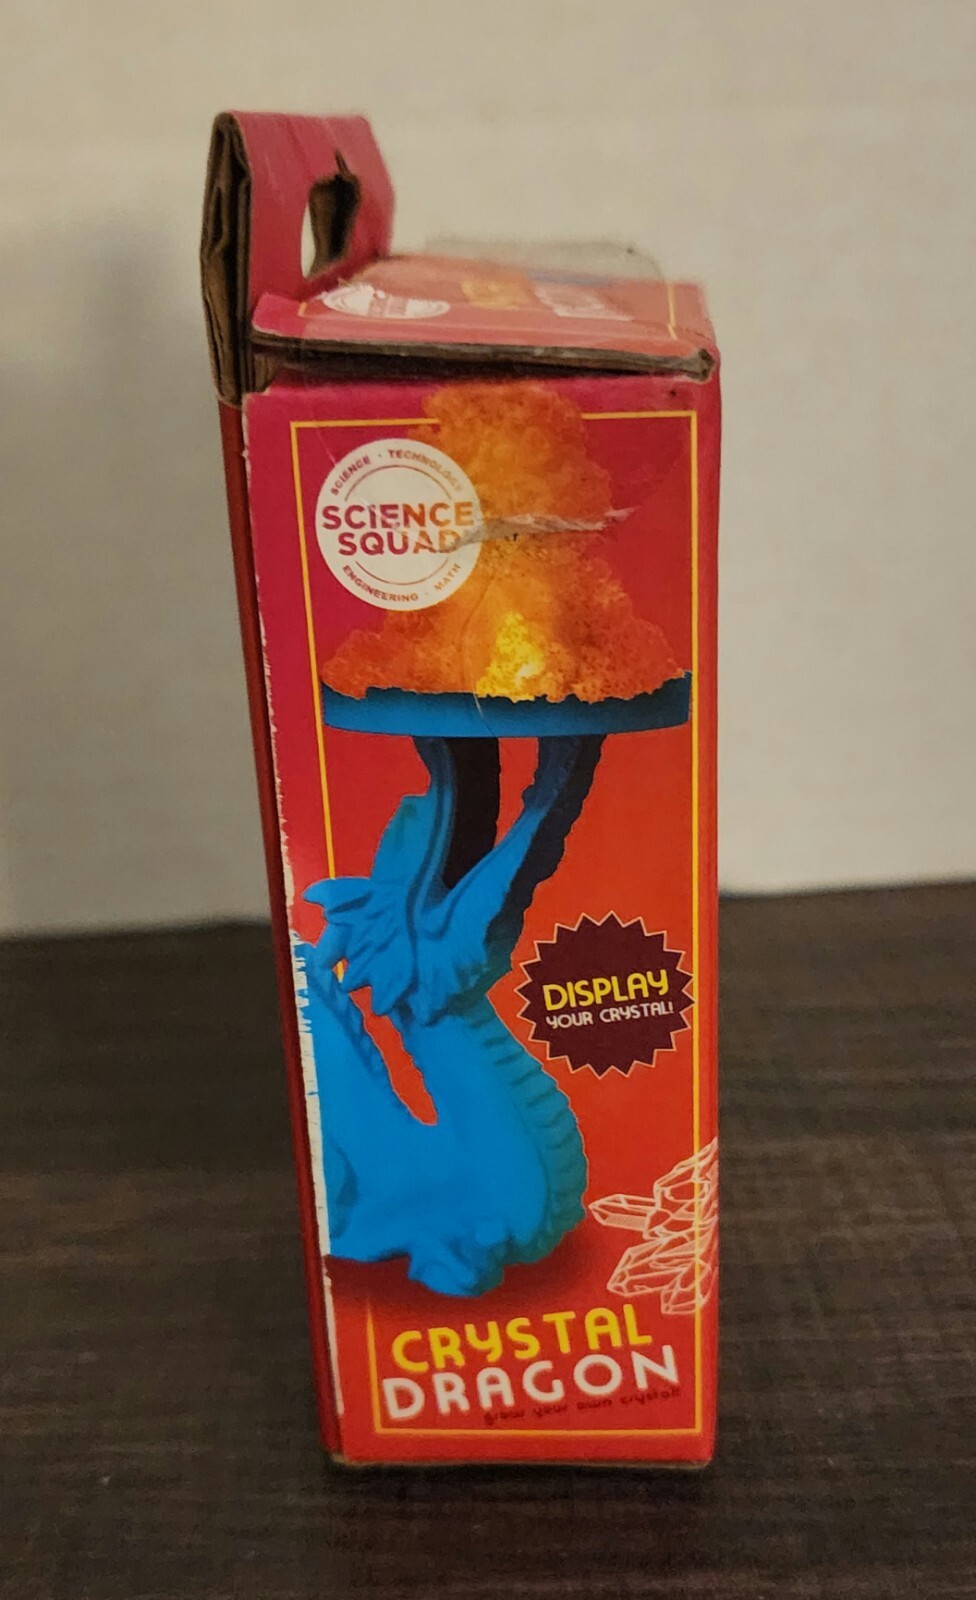 SCIENCE · TECHNOLOGY
SCIENCE
SQUAD
ENGINEERING · MATH
DISPLAY
YOUR CRYSTAL!
CRYSTAL
DRAGON
grow your own crystal!